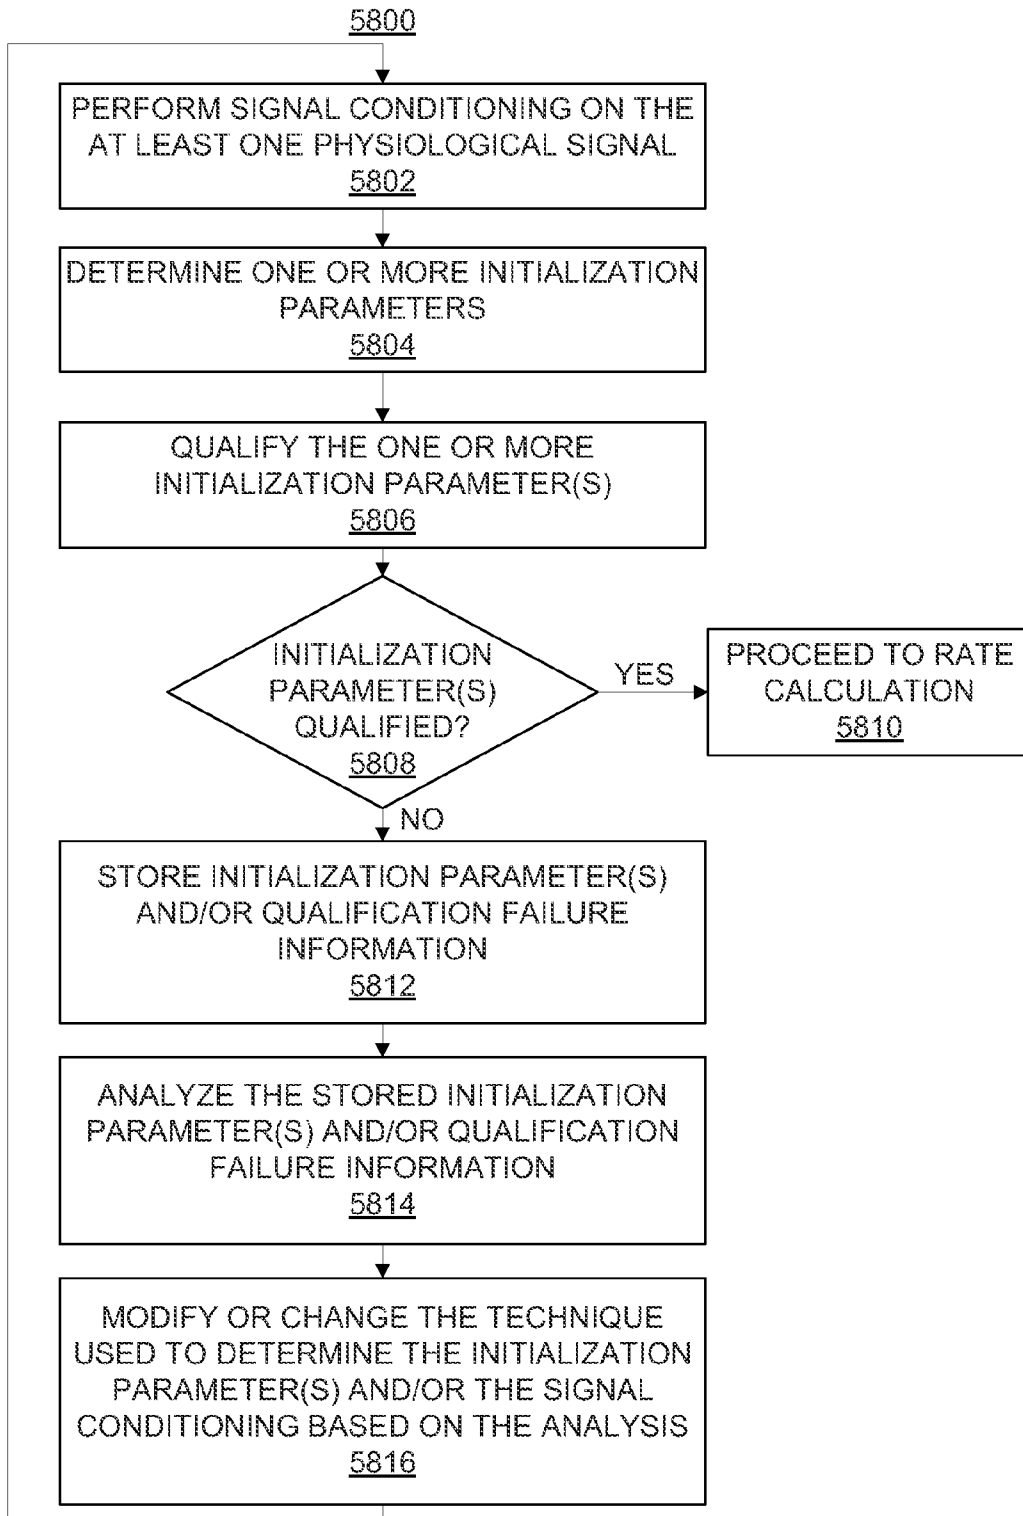 5800
PERFORM SIGNAL CONDITIONING ON THE
AT LEAST ONE PHYSIOLOGICAL SIGNAL
5802
DETERMINE ONE OR MORE INITIALIZATION
PARAMETERS
5804
QUALIFY THE ONE OR MORE
INITIALIZATION PARAMETER(S)
5806
INITIALIZATION
PARAMETER(S)
QUALIFIED?
5808
YES
PROCEED TO RATE
CALCULATION
5810
NO
STORE INITIALIZATION PARAMETER(S)
AND/OR QUALIFICATION FAILURE
INFORMATION
5812
ANALYZE THE STORED INITIALIZATION
PARAMETER(S) AND/OR QUALIFICATION
FAILURE INFORMATION
5814
MODIFY OR CHANGE THE TECHNIQUE
USED TO DETERMINE THE INITIALIZATION
PARAMETER(S) AND/OR THE SIGNAL
CONDITIONING BASED ON THE ANALYSIS
5816